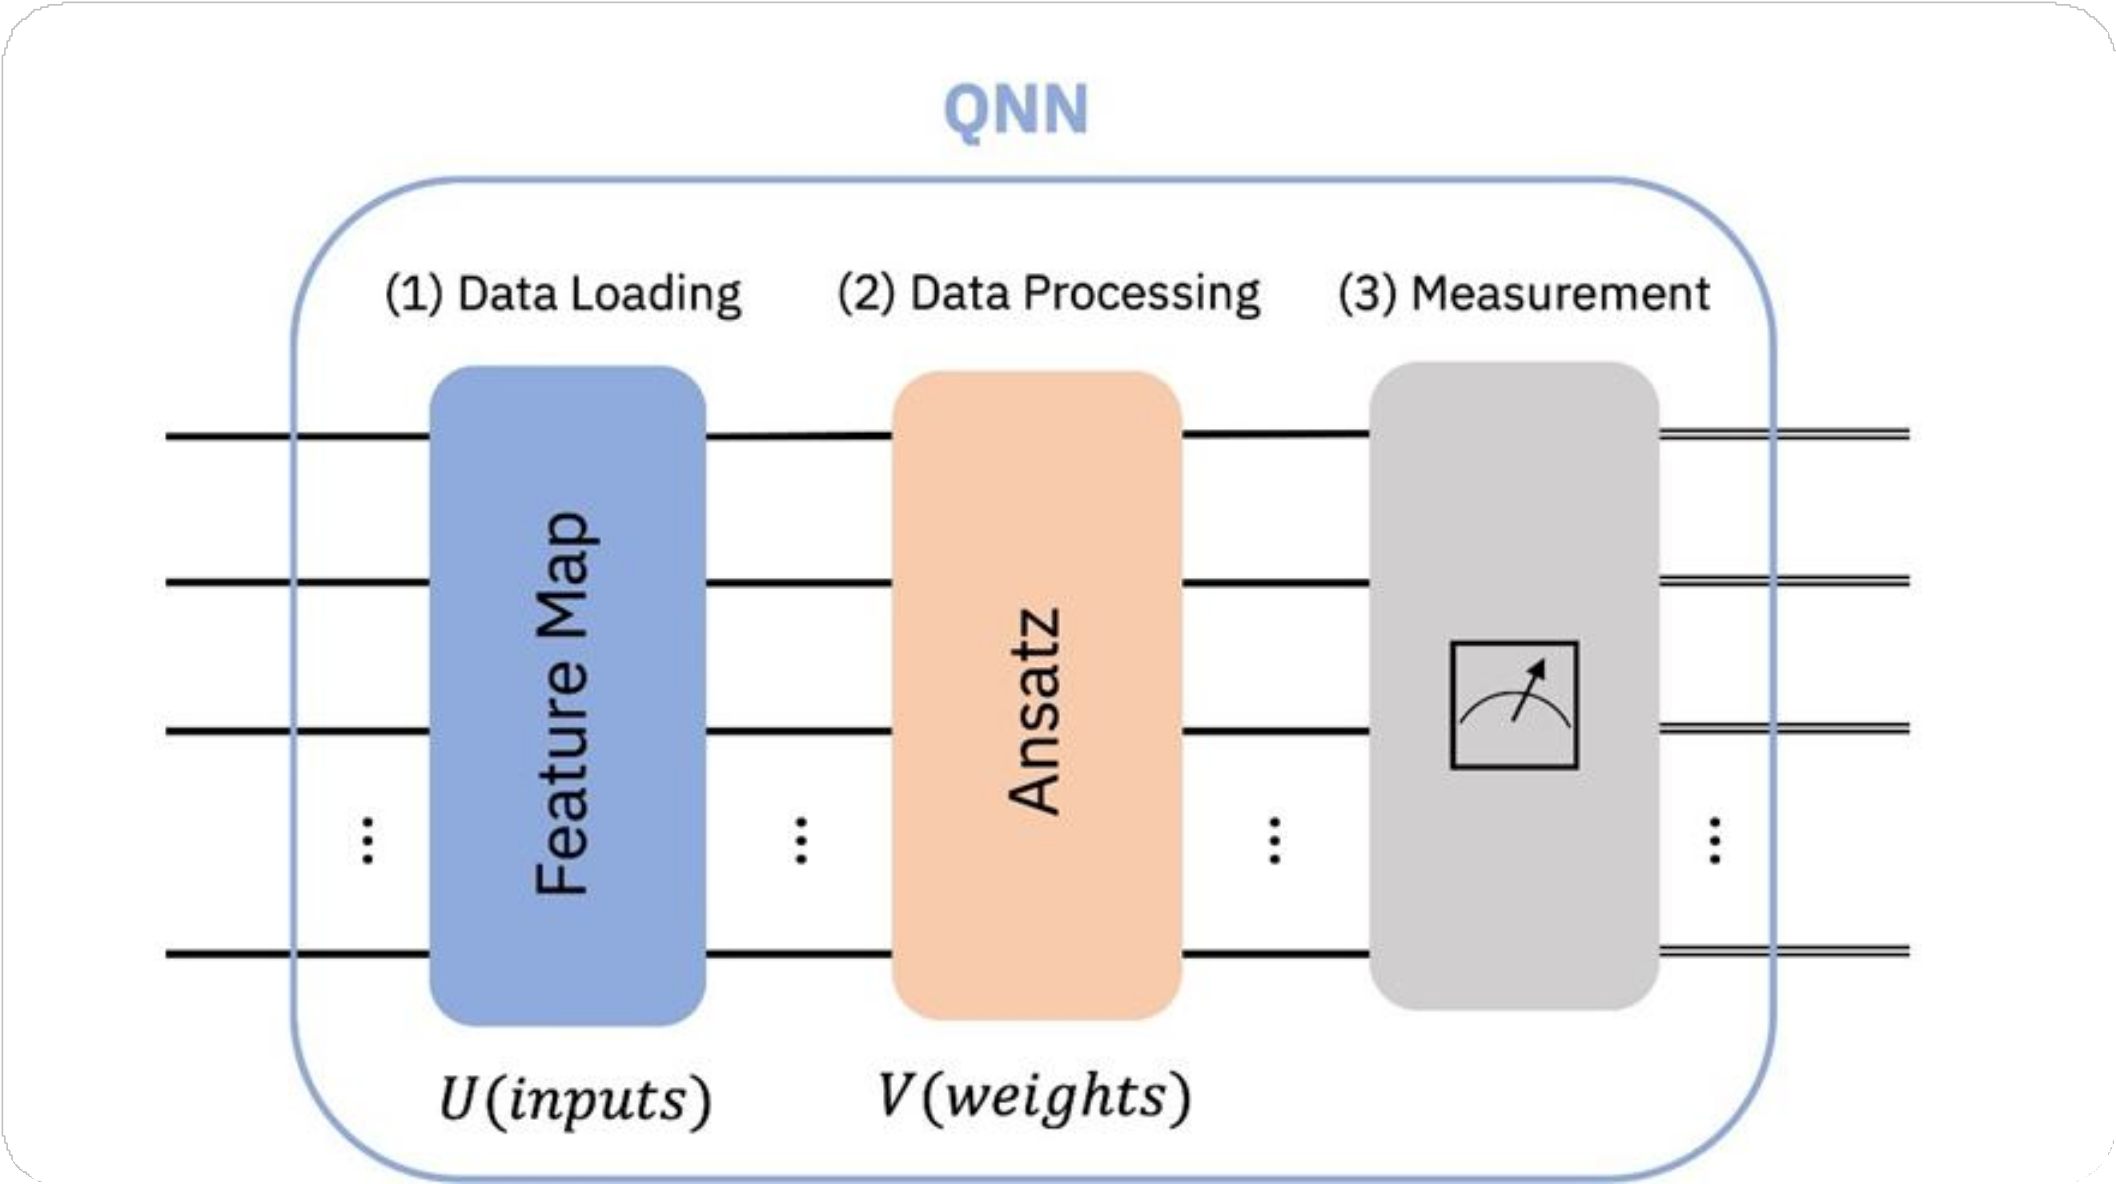 QNN
(1) Data Loading
(2) Data Processing
(3) Measurement
Feature Map
Ansatz
U(inputs)
V(weights)